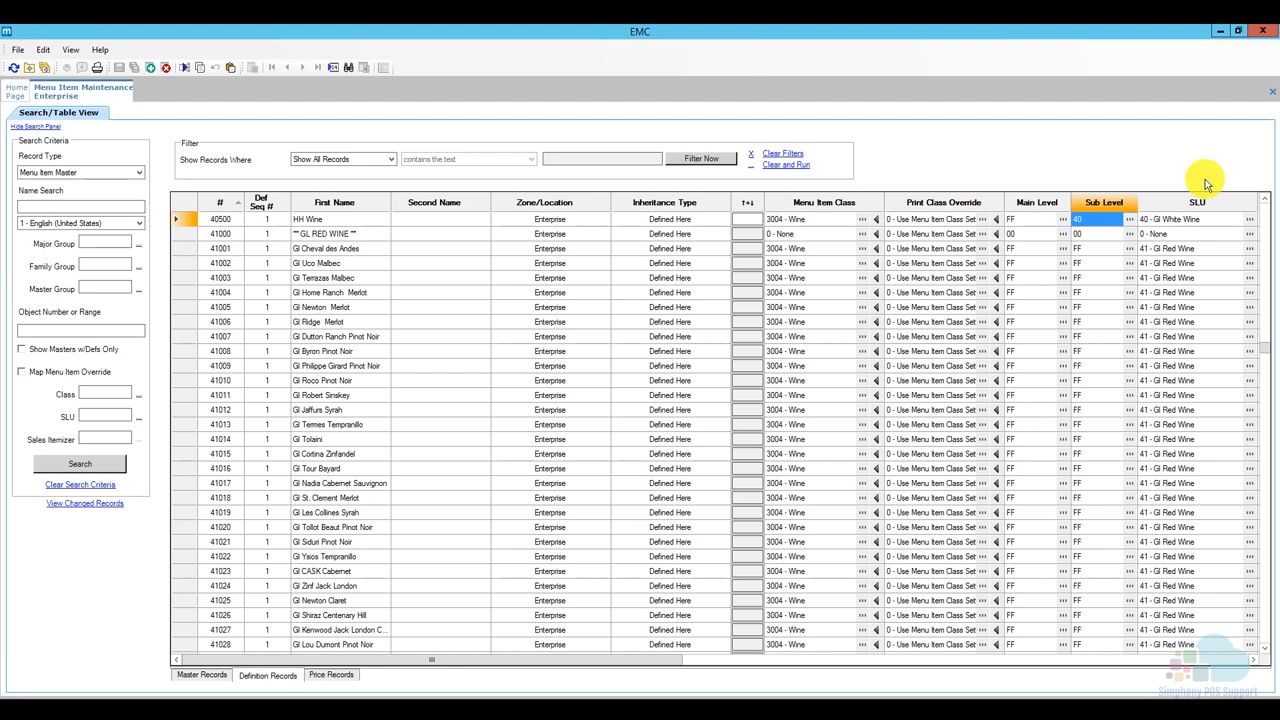 EMC
File Edit View Help
Home Page
Menu Item Maintenance Enterprise
Search/Table View
Hide Search Panel
Search Criteria
Record Type
Menu Item Master
Name Search
1 - English (United States)
Major Group ...
Family Group ...
Master Group ...
Object Number or Range
Show Masters w/Defs Only
Map Menu Item Override
Class ...
SLU ...
Sales Itemizer ...
Search
Clear Search Criteria
View Changed Records
Filter
Show Records Where Show All Records contains the text Filter Now X Clear Filters
... Clear and Run
# Def Seq # First Name Second Name Zone/Location Inheritance Type Menu Item Class Print Class Override Main Level Sub Level SLU
40500 1 HH Wine Enterprise Defined Here 3004 - Wine 0 - Use Menu Item Class Set FF 40 40 - Gl White Wine
41000 1 ** GL RED WINE ** Enterprise Defined Here 0 - None 0 - Use Menu Item Class Set 00 00 0 - None
41001 1 Gl Cheval des Andes Enterprise Defined Here 3004 - Wine 0 - Use Menu Item Class Set FF FF 41 - Gl Red Wine
41002 1 Gl Uco Malbec Enterprise Defined Here 3004 - Wine 0 - Use Menu Item Class Set FF FF 41 - Gl Red Wine
41003 1 Gl Terrazas Malbec Enterprise Defined Here 3004 - Wine 0 - Use Menu Item Class Set FF FF 41 - Gl Red Wine
41004 1 Gl Home Ranch Merlot Enterprise Defined Here 3004 - Wine 0 - Use Menu Item Class Set FF FF 41 - Gl Red Wine
41005 1 Gl Newton Merlot Enterprise Defined Here 3004 - Wine 0 - Use Menu Item Class Set FF FF 41 - Gl Red Wine
41006 1 Gl Ridge Merlot Enterprise Defined Here 3004 - Wine 0 - Use Menu Item Class Set FF FF 41 - Gl Red Wine
41007 1 Gl Dutton Ranch Pinot Noir Enterprise Defined Here 3004 - Wine 0 - Use Menu Item Class Set FF FF 41 - Gl Red Wine
41008 1 Gl Byron Pinot Noir Enterprise Defined Here 3004 - Wine 0 - Use Menu Item Class Set FF FF 41 - Gl Red Wine
41009 1 Gl Philippe Girard Pinot Noir Enterprise Defined Here 3004 - Wine 0 - Use Menu Item Class Set FF FF 41 - Gl Red Wine
41010 1 Gl Roco Pinot Noir Enterprise Defined Here 3004 - Wine 0 - Use Menu Item Class Set FF FF 41 - Gl Red Wine
41011 1 Gl Robert Sinskey Enterprise Defined Here 3004 - Wine 0 - Use Menu Item Class Set FF FF 41 - Gl Red Wine
41012 1 Gl Jaffurs Syrah Enterprise Defined Here 3004 - Wine 0 - Use Menu Item Class Set FF FF 41 - Gl Red Wine
41013 1 Gl Termes Tempranillo Enterprise Defined Here 3004 - Wine 0 - Use Menu Item Class Set FF FF 41 - Gl Red Wine
41014 1 Gl Tolaini Enterprise Defined Here 3004 - Wine 0 - Use Menu Item Class Set FF FF 41 - Gl Red Wine
41015 1 Gl Cortina Zinfandel Enterprise Defined Here 3004 - Wine 0 - Use Menu Item Class Set FF FF 41 - Gl Red Wine
41016 1 Gl Tour Bayard Enterprise Defined Here 3004 - Wine 0 - Use Menu Item Class Set FF FF 41 - Gl Red Wine
41017 1 Gl Nadia Cabernet Sauvignon Enterprise Defined Here 3004 - Wine 0 - Use Menu Item Class Set FF FF 41 - Gl Red Wine
41018 1 Gl St. Clement Merlot Enterprise Defined Here 3004 - Wine 0 - Use Menu Item Class Set FF FF 41 - Gl Red Wine
41019 1 Gl Les Collines Syrah Enterprise Defined Here 3004 - Wine 0 - Use Menu Item Class Set FF FF 41 - Gl Red Wine
41020 1 Gl Tollot Beaut Pinot Noir Enterprise Defined Here 3004 - Wine 0 - Use Menu Item Class Set FF FF 41 - Gl Red Wine
41021 1 Gl Siduri Pinot Noir Enterprise Defined Here 3004 - Wine 0 - Use Menu Item Class Set FF FF 41 - Gl Red Wine
41022 1 Gl Ysios Tempranillo Enterprise Defined Here 3004 - Wine 0 - Use Menu Item Class Set FF FF 41 - Gl Red Wine
41023 1 Gl CASK Cabernet Enterprise Defined Here 3004 - Wine 0 - Use Menu Item Class Set FF FF 41 - Gl Red Wine
41024 1 Gl Zinf Jack London Enterprise Defined Here 3004 - Wine 0 - Use Menu Item Class Set FF FF 41 - Gl Red Wine
41025 1 Gl Newton Claret Enterprise Defined Here 3004 - Wine 0 - Use Menu Item Class Set FF FF 41 - Gl Red Wine
41026 1 Gl Shiraz Centenary Hill Enterprise Defined Here 3004 - Wine 0 - Use Menu Item Class Set FF FF 41 - Gl Red Wine
41027 1 Gl Kenwood Jack London C... Enterprise Defined Here 3004 - Wine 0 - Use Menu Item Class Set FF FF 41 - Gl Red Wine
41028 1 Gl Lou Dumont Pinot Noir Enterprise Defined Here 3004 - Wine 0 - Use Menu Item Class Set FF FF 41 - Gl Red Wine
Master Records Definition Records Price Records
Simphony POS Support